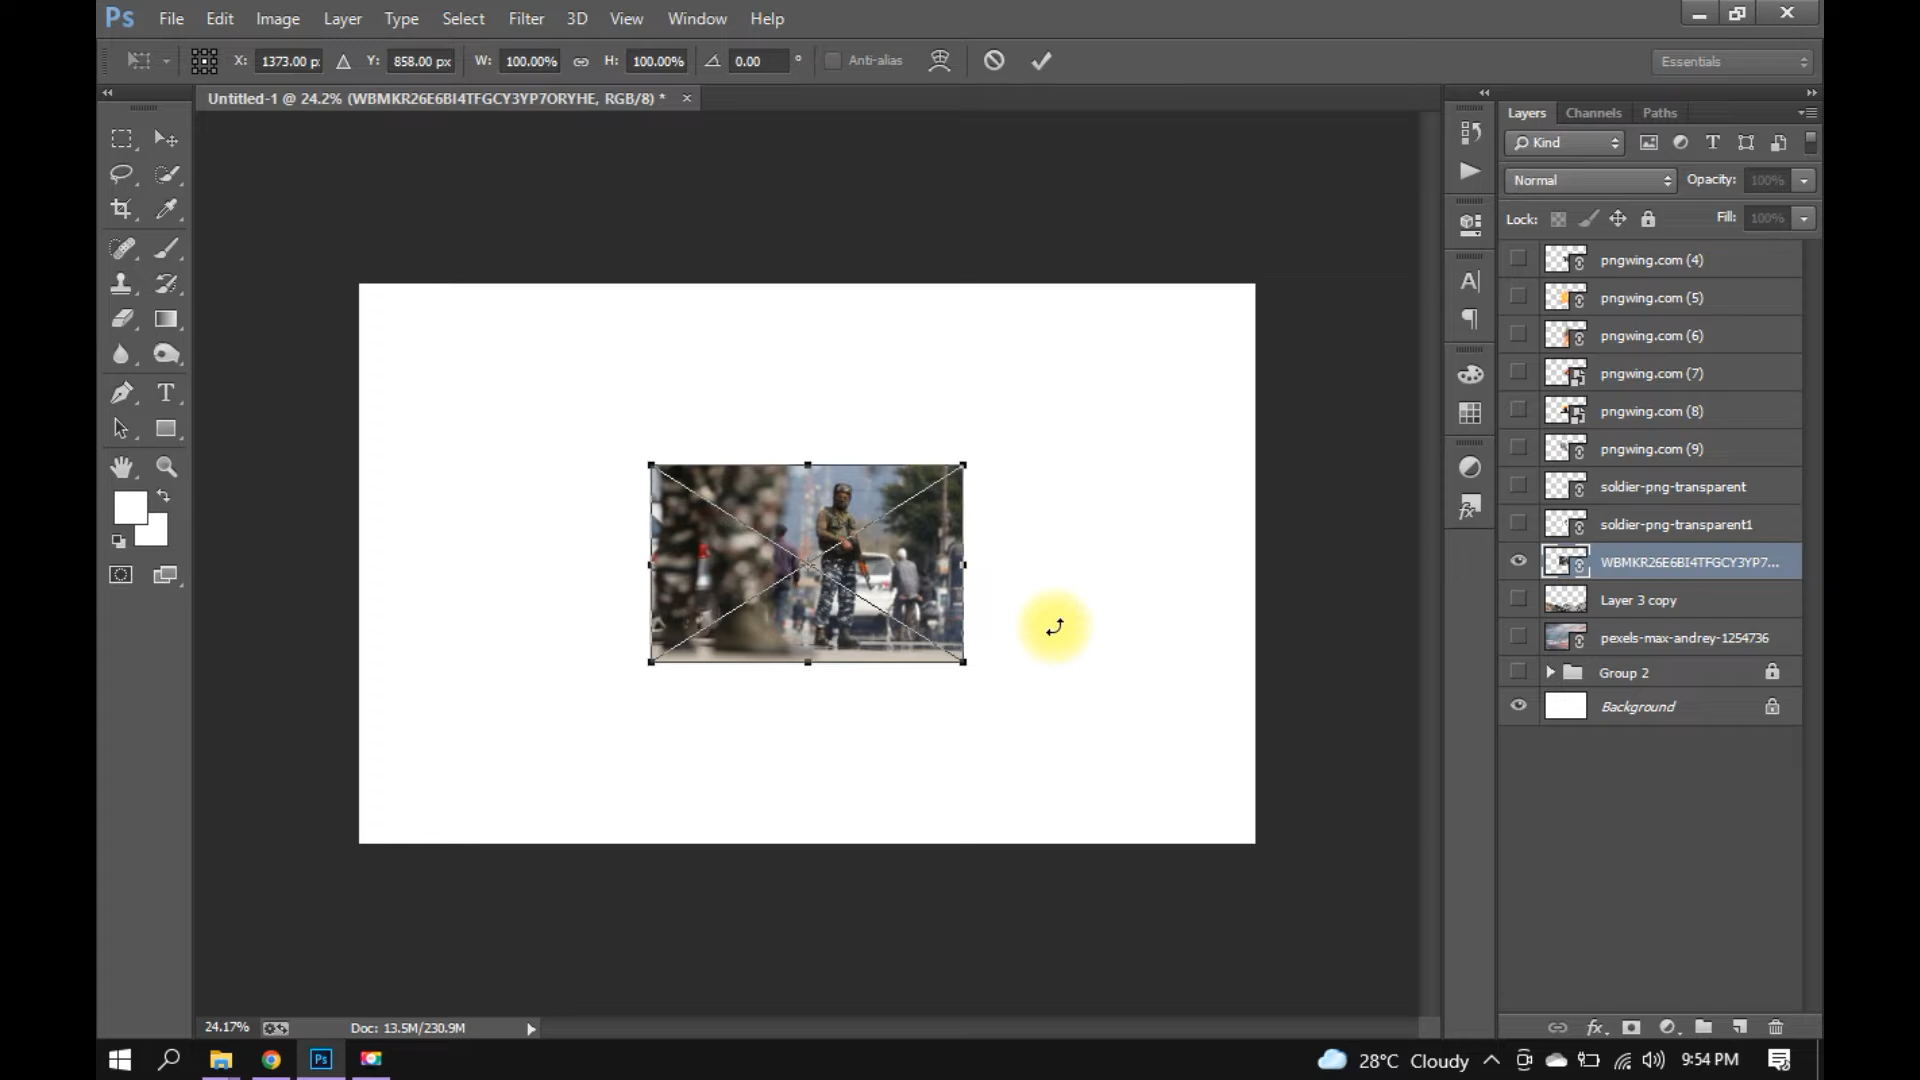 Ps File Edit Image Layer Type Select Filter 3D View Window Help
X: 1373.00 p Y: 858.00 px W: 100.00% H: 100.00% 0.00 ° Anti-alias Essentials
Untitled-1 @ 24.2% (WBMKR26E6BI4TFGCY3YP7ORYHE, RGB/8) * ×
Layers Channels Paths
Kind
Normal Opacity: 100%
Lock: Fill: 100%
pngwing.com (4)
pngwing.com (5)
pngwing.com (6)
pngwing.com (7)
pngwing.com (8)
pngwing.com (9)
soldier-png-transparent
soldier-png-transparent1
WBMKR26E6BI4TFGCY3YP7...
Layer 3 copy
pexels-max-andrey-1254736
Group 2
Background
24.17% Doc: 13.5M/230.9M
Ps 28°C Cloudy 9:54 PM